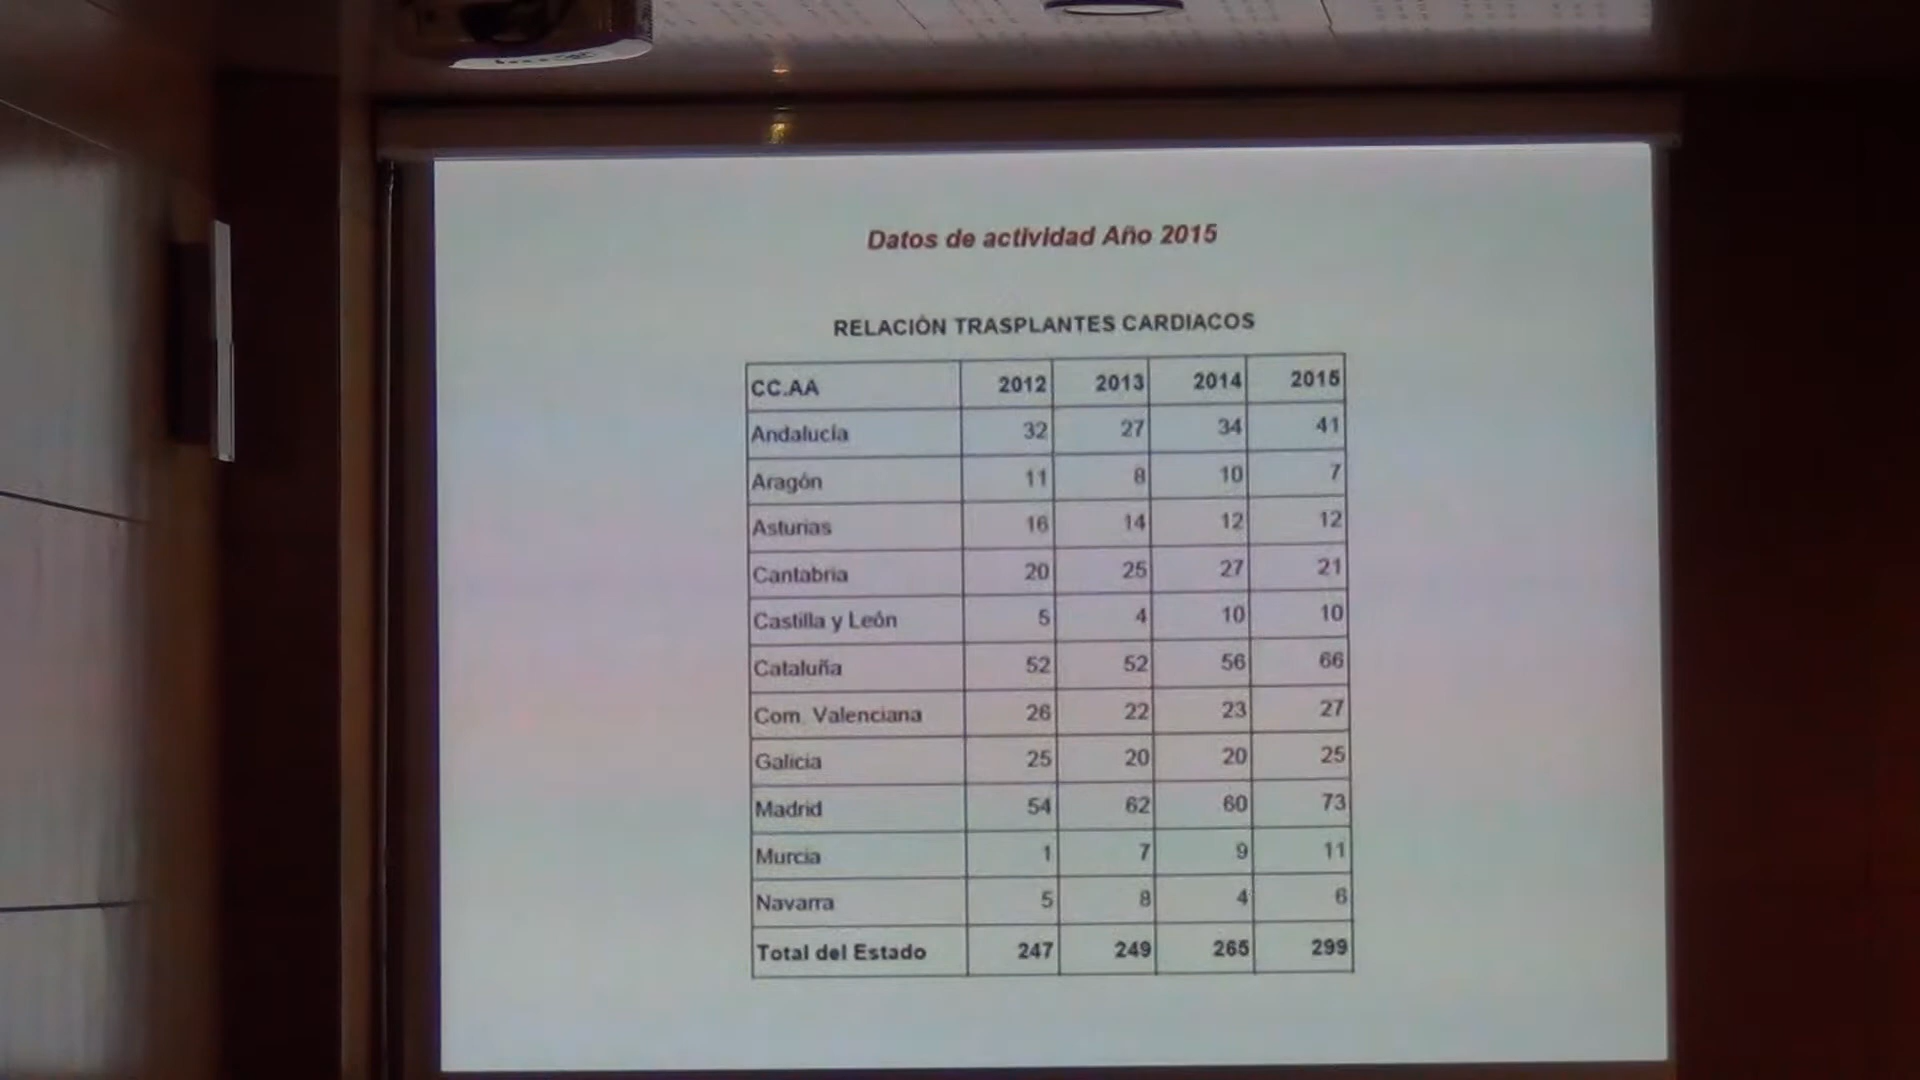 Datos de actividad Año 2015
RELACIÓN TRASPLANTES CARDIACOS
CC.AA 2012 2013 2014 2015
Andalucía 32 27 34 41
Aragón 11 8 10 7
Asturias 16 14 12 12
Cantabria 20 25 27 21
Castilla y León 5 4 10 10
Cataluña 52 52 56 66
Com. Valenciana 26 22 23 27
Galicia 25 20 20 25
Madrid 54 62 60 73
Murcia 1 7 9 11
Navarra 5 8 4 6
Total del Estado 247 249 265 299